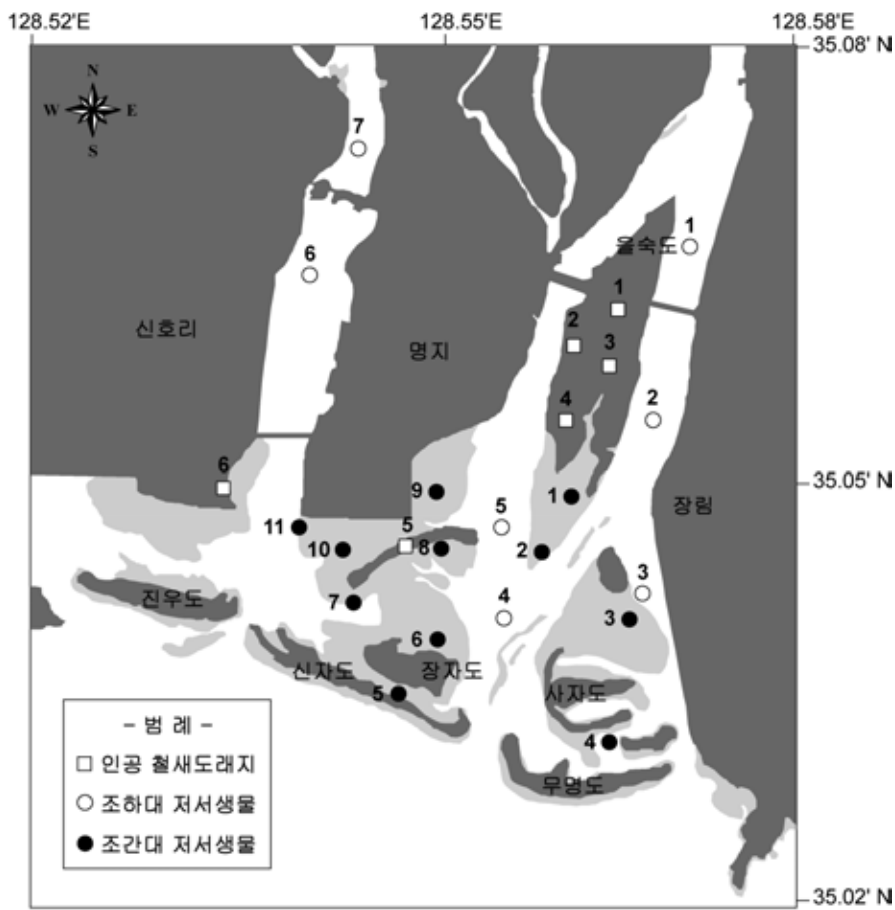 128.52'E 128.55'E 128.58'E
35.08' N
N
W E
S
7
1
을숙도
6
1
신호리
2
명지
3
4
2
6
35.05' N
9
1
장림
5
11
5
10
8
2
3
진우도
7
4
3
6
신자도
장자도
5
사자도
4
무명도
- 범 례 -
인공 철새도래지
조하대 저서생물
조간대 저서생물
35.02' N